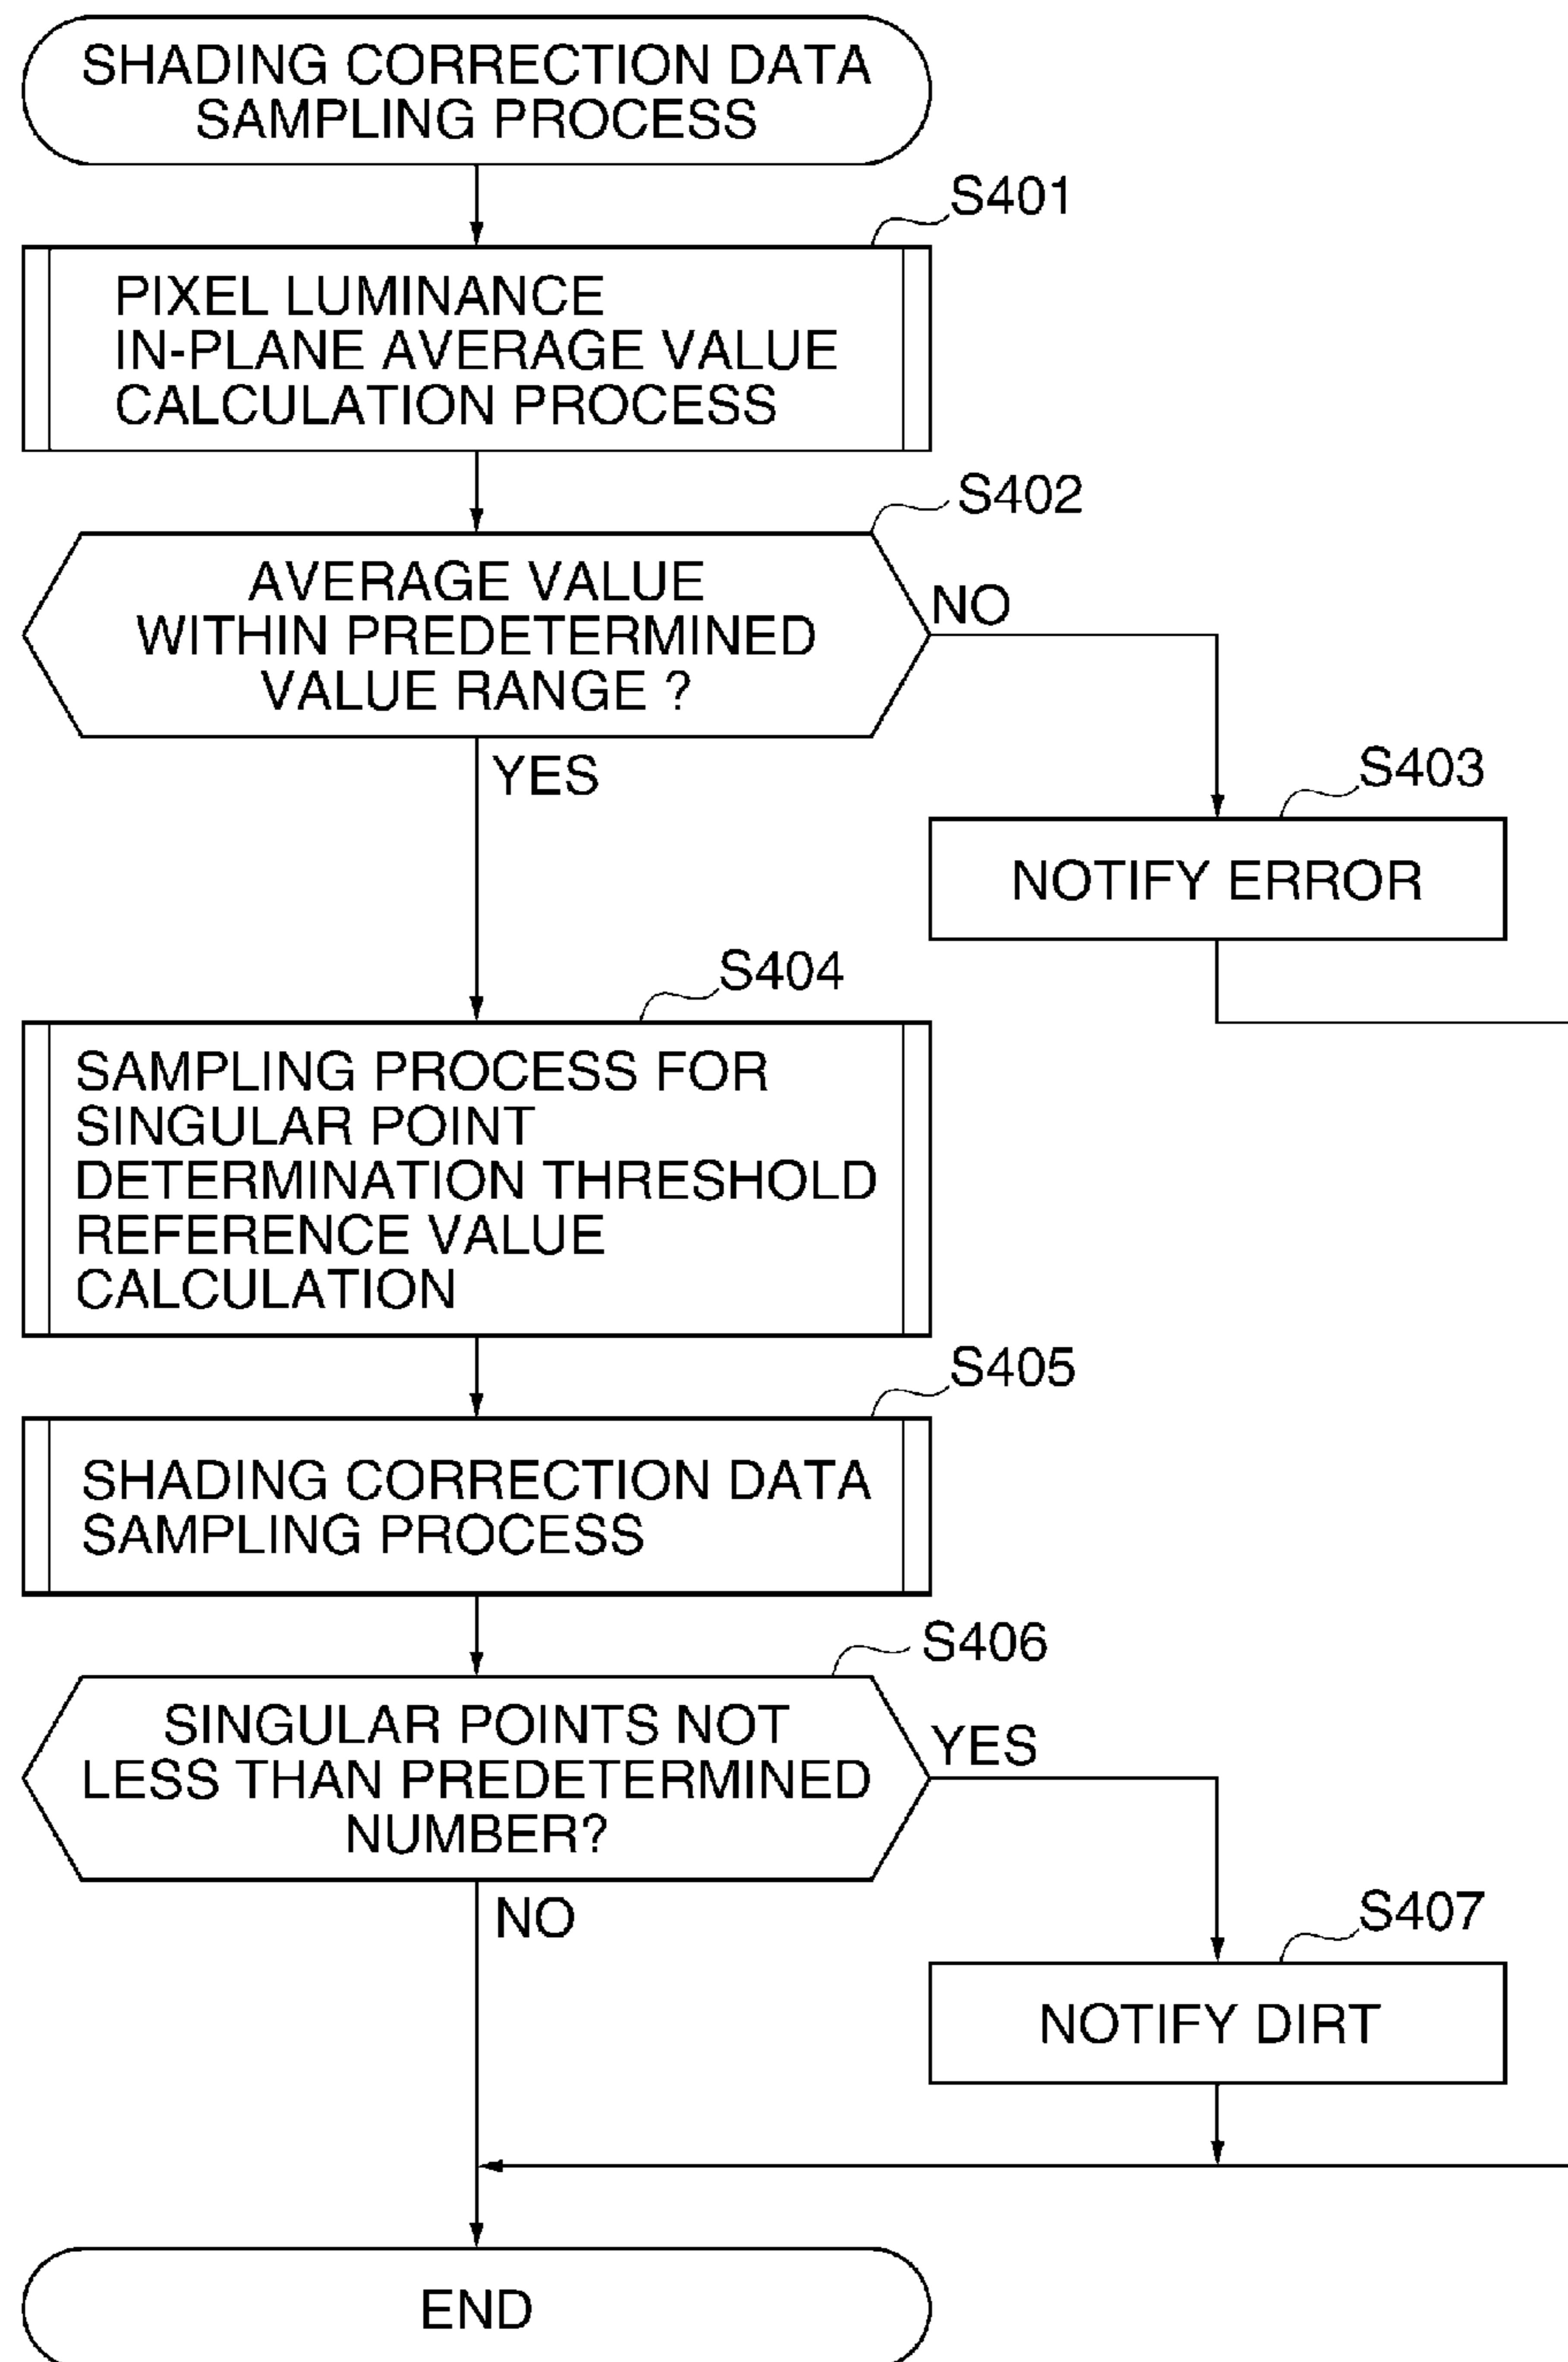 SHADING CORRECTION DATA
SAMPLING PROCESS
S401
PIXEL LUMINANCE
IN-PLANE AVERAGE VALUE
CALCULATION PROCESS
S402
AVERAGE VALUE
WITHIN PREDETERMINED
VALUE RANGE ?
NO
YES
S403
NOTIFY ERROR
S404
SAMPLING PROCESS FOR
SINGULAR POINT
DETERMINATION THRESHOLD
REFERENCE VALUE
CALCULATION
S405
SHADING CORRECTION DATA
SAMPLING PROCESS
S406
SINGULAR POINTS NOT
LESS THAN PREDETERMINED
NUMBER?
YES
NO
S407
NOTIFY DIRT
END